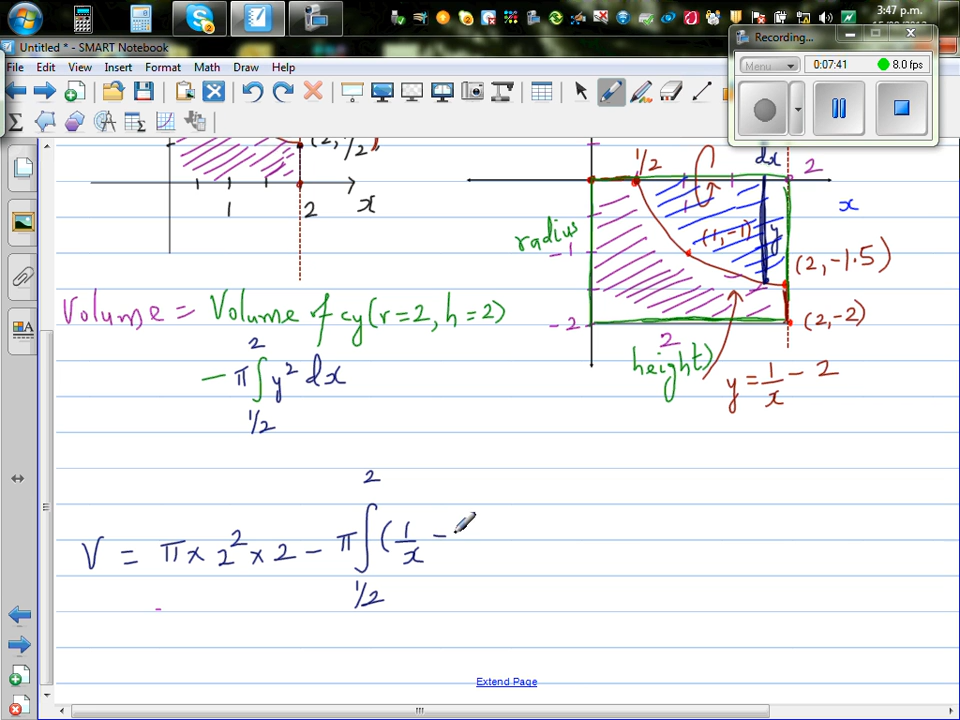 3:47 p.m.
Untitled * - SMART Notebook
File Edit View Insert Format Math Draw Help
Recording...
Menu 0:07:41 8.0 fps
(2, 1/2)
1 2 x
1/2 dx 2
x
radius
-1
(1,-1)
y
(2,-1.5)
-2
2
(2,-2)
height)
y = 1/x - 2
Volume = Volume of cy(r=2, h=2)
- π∫ y² dx
2
1/2
2
V = π × 2² × 2 - π∫ (1/x -
1/2
Extend Page